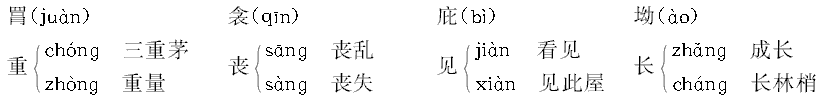 罥(juàn) 衾(qīn) 庇(bì) 坳(ào)
重 { chóng 三重茅 丧 { sāng 丧乱 见 { jiàn 看见 长 { zhǎng 成长
zhòng 重量 sàng 丧失 xiàn 见此屋 cháng 长林梢